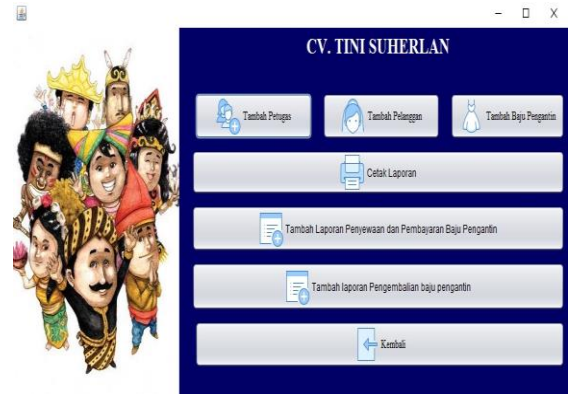 CV. TINI SUHERLAN
Tambah Petugas
Tambah Pelanggan
Tambah Baju Pengantin
Cetak Laporan
Tambah Laporan Penyewaan dan Pembayaran Baju Pengantin
Tambah laporan Pengembalian baju pengantin
Kembali